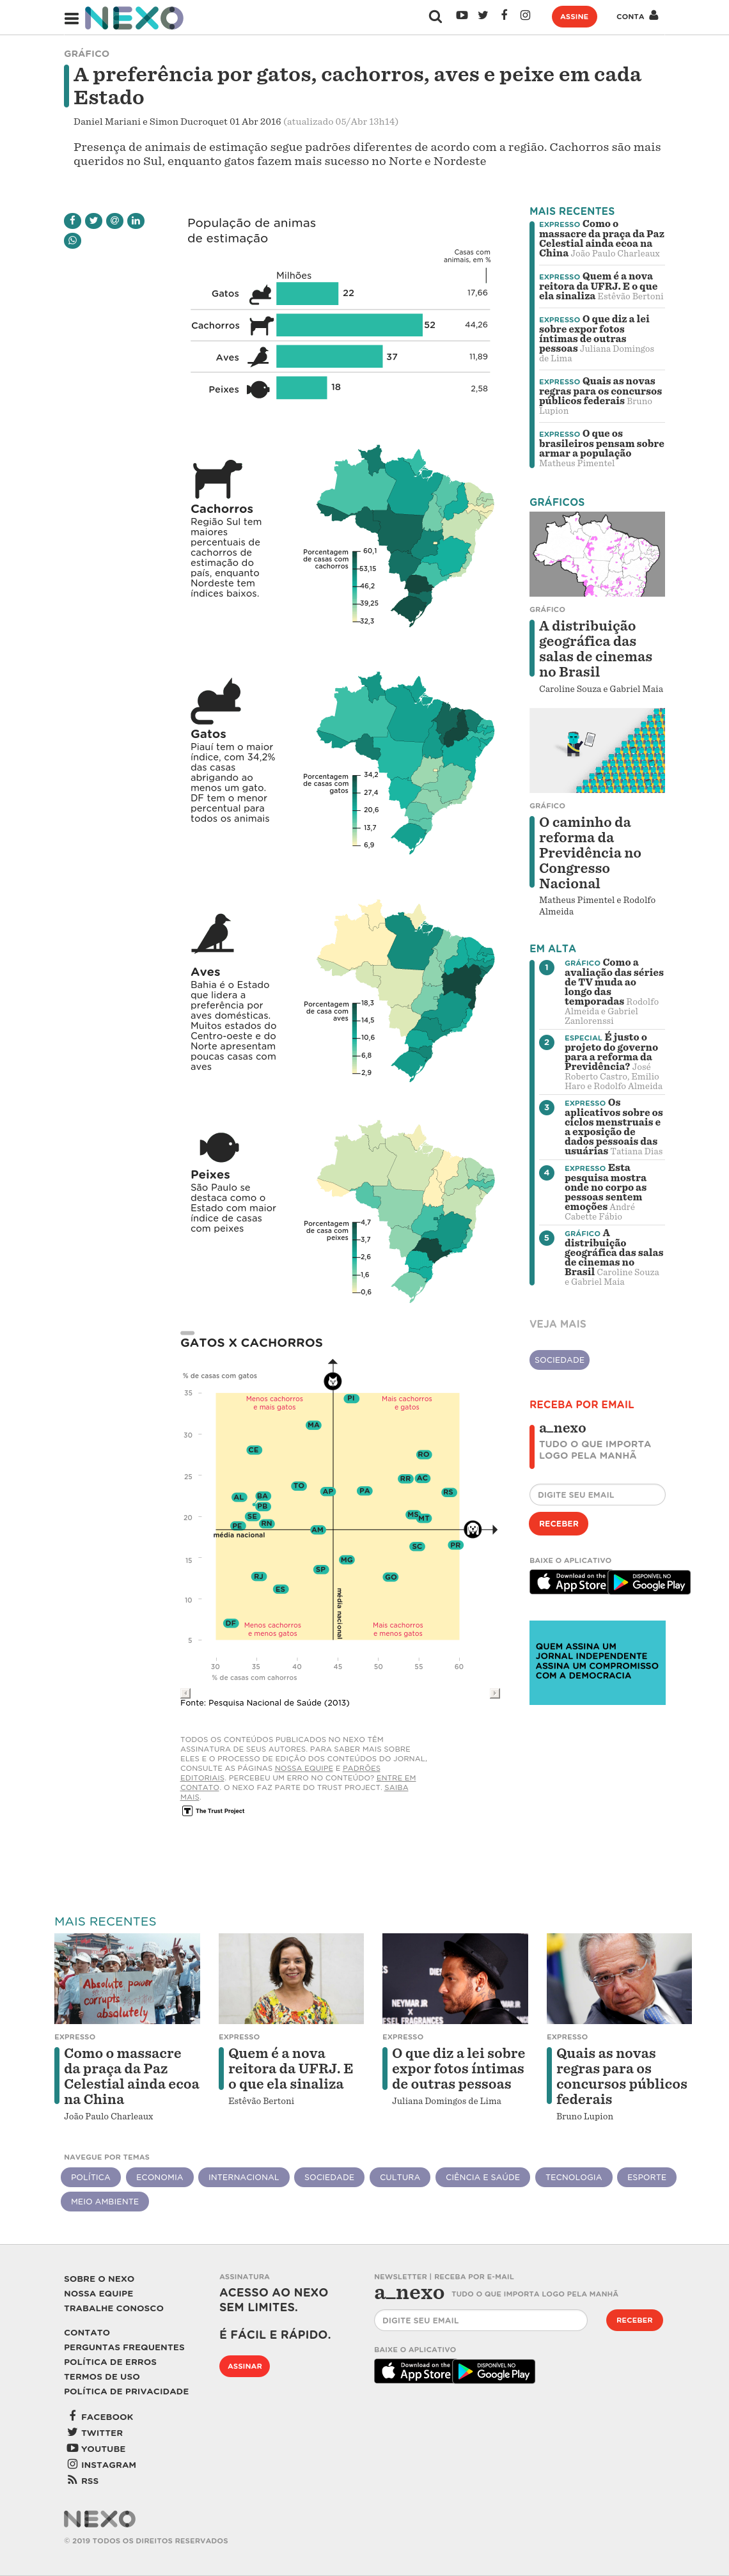 NEXO
ASSINE
CONTA
GRÁFICO
A preferência por gatos, cachorros, aves e peixe em cada
Estado
Daniel Mariani e Simon Ducroquet 01 Abr 2016 (atualizado 05/Abr 13h14)
Presença de animais de estimação segue padrões diferentes de acordo com a região. Cachorros são mais
queridos no Sul, enquanto gatos fazem mais sucesso no Norte e Nordeste
População de animas
de estimação
Casas com
animais, em %
Milhões
Gatos 22 17,66
Cachorros 52 44,26
Aves 37 11,89
Peixes 18 2,58
Cachorros
Região Sul tem
maiores
percentuais de
cachorros de
estimação do
país, enquanto
Nordeste tem
índices baixos.
Porcentagem
de casas com
cachorros
60,1
53,15
46,2
39,25
32,3
Gatos
Piauí tem o maior
índice, com 34,2%
das casas
abrigando ao
menos um gato.
DF tem o menor
percentual para
todos os animais
Porcentagem
de casas com
gatos
34,2
27,4
20,6
13,7
6,9
Aves
Bahia é o Estado
que lidera a
preferência por
aves domésticas.
Muitos estados do
Centro-oeste e do
Norte apresentam
poucas casas com
aves
Porcentagem
de casa com
aves
18,3
14,5
10,6
6,8
2,9
Peixes
São Paulo se
destaca como o
Estado com maior
índice de casas
com peixes
Porcentagem
de casa com
peixes
4,7
3,7
2,6
1,6
0,6
GATOS X CACHORROS
% de casas com gatos
35
30
25
20
15
10
5
Menos cachorros
e mais gatos
Mais cachorros
e gatos
PI
MA
CE
RO
RR
AC
TO
AP
PA
RS
AL
BA
PB
SE
RN
PE
MS
MT
AM
média nacional
SC
PR
MG
SP
RJ
GO
ES
DF
média nacional
Menos cachorros
e menos gatos
Mais cachorros
e menos gatos
30 35 40 45 50 55 60
% de casas com cahorros
Fonte: Pesquisa Nacional de Saúde (2013)
TODOS OS CONTEÚDOS PUBLICADOS NO NEXO TÊM
ASSINATURA DE SEUS AUTORES. PARA SABER MAIS SOBRE
ELES E O PROCESSO DE EDIÇÃO DOS CONTEÚDOS DO JORNAL,
CONSULTE AS PÁGINAS NOSSA EQUIPE E PADRÕES
EDITORIAIS. PERCEBEU UM ERRO NO CONTEÚDO? ENTRE EM
CONTATO. O NEXO FAZ PARTE DO TRUST PROJECT. SAIBA
MAIS.
The Trust Project
MAIS RECENTES
EXPRESSO Como o
massacre da praça da Paz
Celestial ainda ecoa na
China João Paulo Charleaux
EXPRESSO Quem é a nova
reitora da UFRJ. E o que
ela sinaliza Estêvão Bertoni
EXPRESSO O que diz a lei
sobre expor fotos
íntimas de outras
pessoas Juliana Domingos
de Lima
EXPRESSO Quais as novas
regras para os concursos
públicos federais Bruno
Lupion
EXPRESSO O que os
brasileiros pensam sobre
armar a população
Matheus Pimentel
GRÁFICOS
GRÁFICO
A distribuição
geográfica das
salas de cinemas
no Brasil
Caroline Souza e Gabriel Maia
GRÁFICO
O caminho da
reforma da
Previdência no
Congresso
Nacional
Matheus Pimentel e Rodolfo
Almeida
EM ALTA
1 GRÁFICO Como a
avaliação das séries
de TV muda ao
longo das
temporadas Rodolfo
Almeida e Gabriel
Zanlorenssi
2 ESPECIAL É justo o
projeto do governo
para a reforma da
Previdência? José
Roberto Castro, Emilio
Haro e Rodolfo Almeida
3 EXPRESSO Os
aplicativos sobre os
ciclos menstruais e
a exposição de
dados pessoais das
usuárias Tatiana Dias
4 EXPRESSO Esta
pesquisa mostra
onde no corpo as
pessoas sentem
emoções André
Cabette Fábio
5 GRÁFICO A
distribuição
geográfica das salas
de cinemas no
Brasil Caroline Souza
e Gabriel Maia
VEJA MAIS
SOCIEDADE
RECEBA POR EMAIL
a_nexo
TUDO O QUE IMPORTA
LOGO PELA MANHÃ
DIGITE SEU EMAIL
RECEBER
BAIXE O APLICATIVO
Download on the
App Store
DISPONÍVEL NO
Google Play
QUEM ASSINA UM
JORNAL INDEPENDENTE
ASSINA UM COMPROMISSO
COM A DEMOCRACIA
MAIS RECENTES
Absolute power
corrupts
absolutely
NEYMAR JR
X
DIESEL FRAGRANCES
EXPRESSO
Como o massacre
da praça da Paz
Celestial ainda ecoa
na China
João Paulo Charleaux
EXPRESSO
Quem é a nova
reitora da UFRJ. E
o que ela sinaliza
Estêvão Bertoni
EXPRESSO
O que diz a lei sobre
expor fotos íntimas
de outras pessoas
Juliana Domingos de Lima
EXPRESSO
Quais as novas
regras para os
concursos públicos
federais
Bruno Lupion
NAVEGUE POR TEMAS
POLÍTICA ECONOMIA INTERNACIONAL SOCIEDADE CULTURA CIÊNCIA E SAÚDE TECNOLOGIA ESPORTE
MEIO AMBIENTE
SOBRE O NEXO
NOSSA EQUIPE
TRABALHE CONOSCO
CONTATO
PERGUNTAS FREQUENTES
POLÍTICA DE ERROS
TERMOS DE USO
POLÍTICA DE PRIVACIDADE
FACEBOOK
TWITTER
YOUTUBE
INSTAGRAM
RSS
ASSINATURA
ACESSO AO NEXO
SEM LIMITES.
É FÁCIL E RÁPIDO.
ASSINAR
NEWSLETTER | RECEBA POR E-MAIL
a_nexo TUDO O QUE IMPORTA LOGO PELA MANHÃ
DIGITE SEU EMAIL
RECEBER
BAIXE O APLICATIVO
Download on the
App Store
DISPONÍVEL NO
Google Play
NEXO
© 2019 TODOS OS DIREITOS RESERVADOS